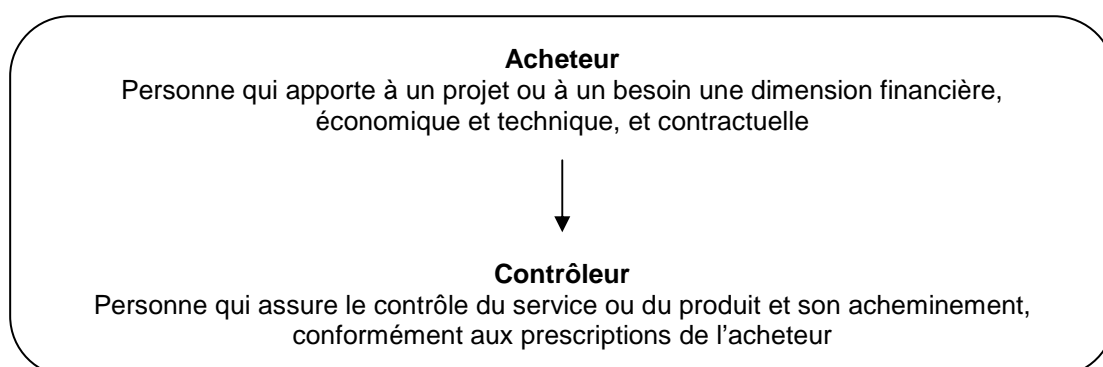 Acheteur
Personne qui apporte à un projet ou à un besoin une dimension financière,
économique et technique, et contractuelle
Contrôleur
Personne qui assure le contrôle du service ou du produit et son acheminement,
conformément aux prescriptions de l’acheteur